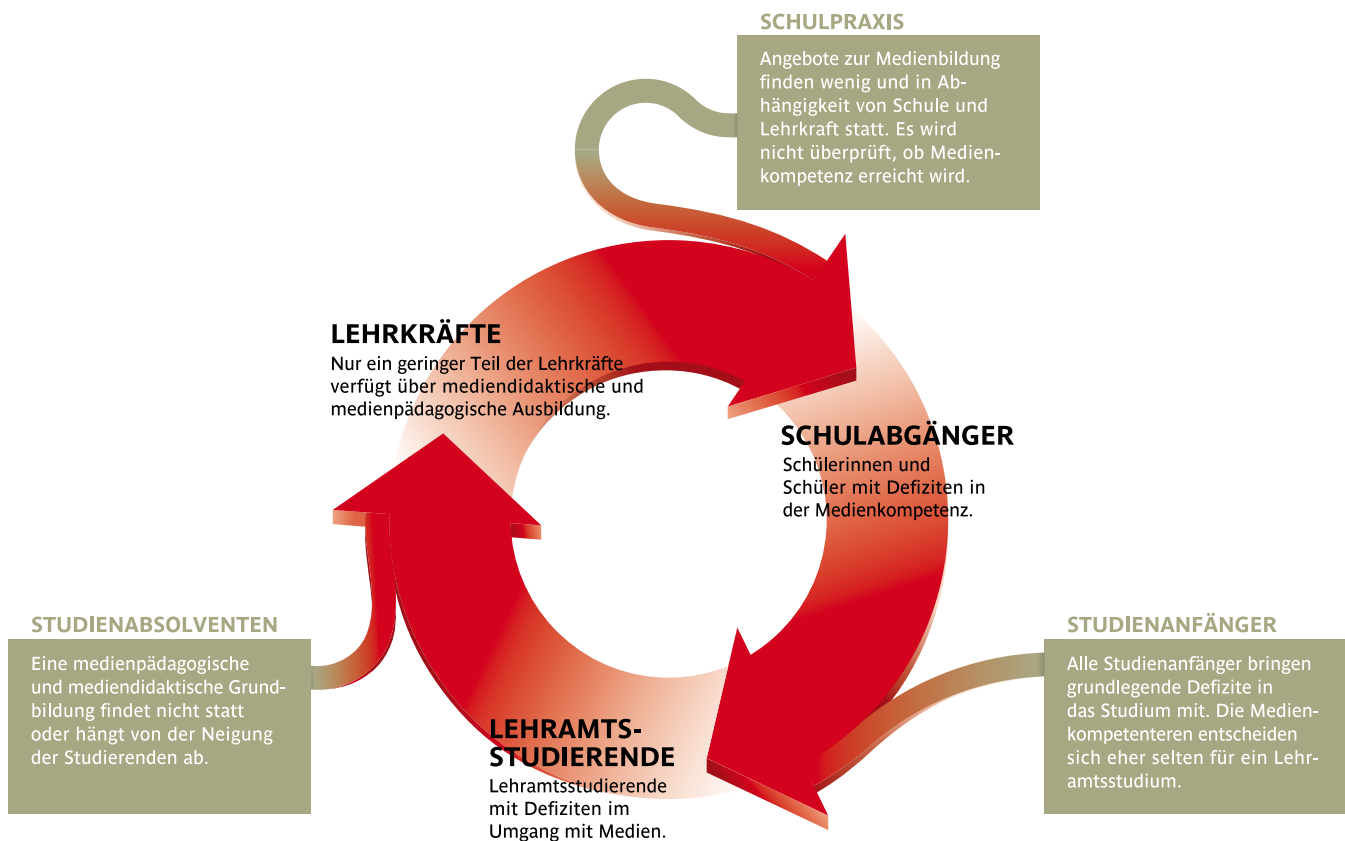 SCHULPRAXIS
Angebote zur Medienbildung
finden wenig und in Ab-
hängigkeit von Schule und
Lehrkraft statt. Es wird
nicht überprüft, ob Medien-
kompetenz erreicht wird.
LEHRKRÄFTE
Nur ein geringer Teil der Lehrkräfte
verfügt über mediendidaktische und
medienpädagogische Ausbildung.
SCHULABGÄNGER
Schülerinnen und
Schüler mit Defiziten in
der Medienkompetenz.
STUDIENABSOLVENTEN
Eine medienpädagogische
und mediendidaktische Grund-
bildung findet nicht statt
oder hängt von der Neigung
der Studierenden ab.
STUDIENANFÄNGER
Alle Studienanfänger bringen
grundlegende Defizite in
das Studium mit. Die Medien-
kompetenteren entscheiden
sich eher selten für ein Lehr-
amtsstudium.
LEHRAMTS-
STUDIERENDE
Lehramtsstudierende
mit Defiziten im
Umgang mit Medien.